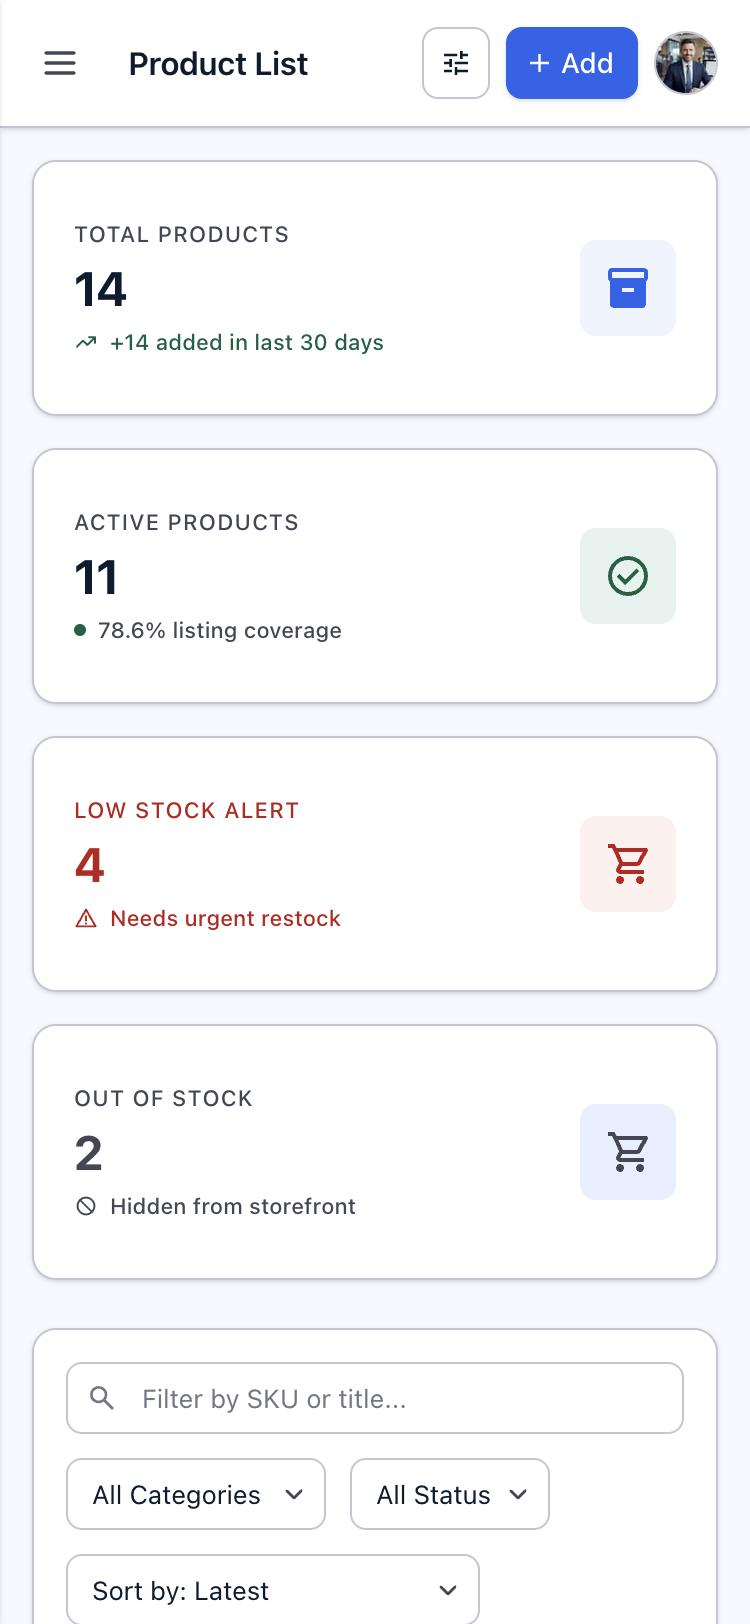 Product List
+ Add
TOTAL PRODUCTS
14
+14 added in last 30 days
ACTIVE PRODUCTS
11
78.6% listing coverage
LOW STOCK ALERT
4
Needs urgent restock
OUT OF STOCK
2
Hidden from storefront
Filter by SKU or title...
All Categories
All Status
Sort by: Latest